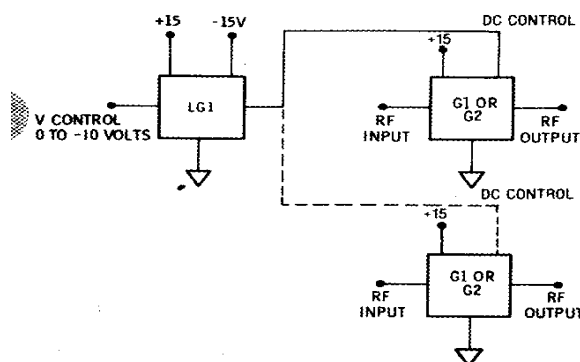 +15
-15V
DC CONTROL
+15
LG1
G1 OR
G2
V CONTROL
0 TO -10 VOLTS
RF
INPUT
RF
OUTPUT
DC CONTROL
+15
G1 OR
G2
RF
INPUT
RF
OUTPUT